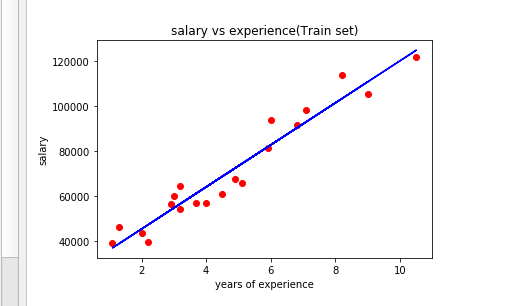 salary vs experience(Train set)
120000
100000
80000
60000
40000
salary
2 4 6 8 10
years of experience